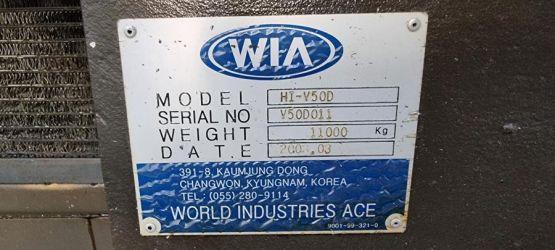 WIA
MODEL HI-V50D
SERIAL NO V50D011
WEIGHT 11000 Kg
DATE
391-8, KAUMJUNG DONG
CHANGWON, KYUNGNAM, KOREA
TEL : (055) 280-9114
WORLD INDUSTRIES ACE
9001-99-321-0